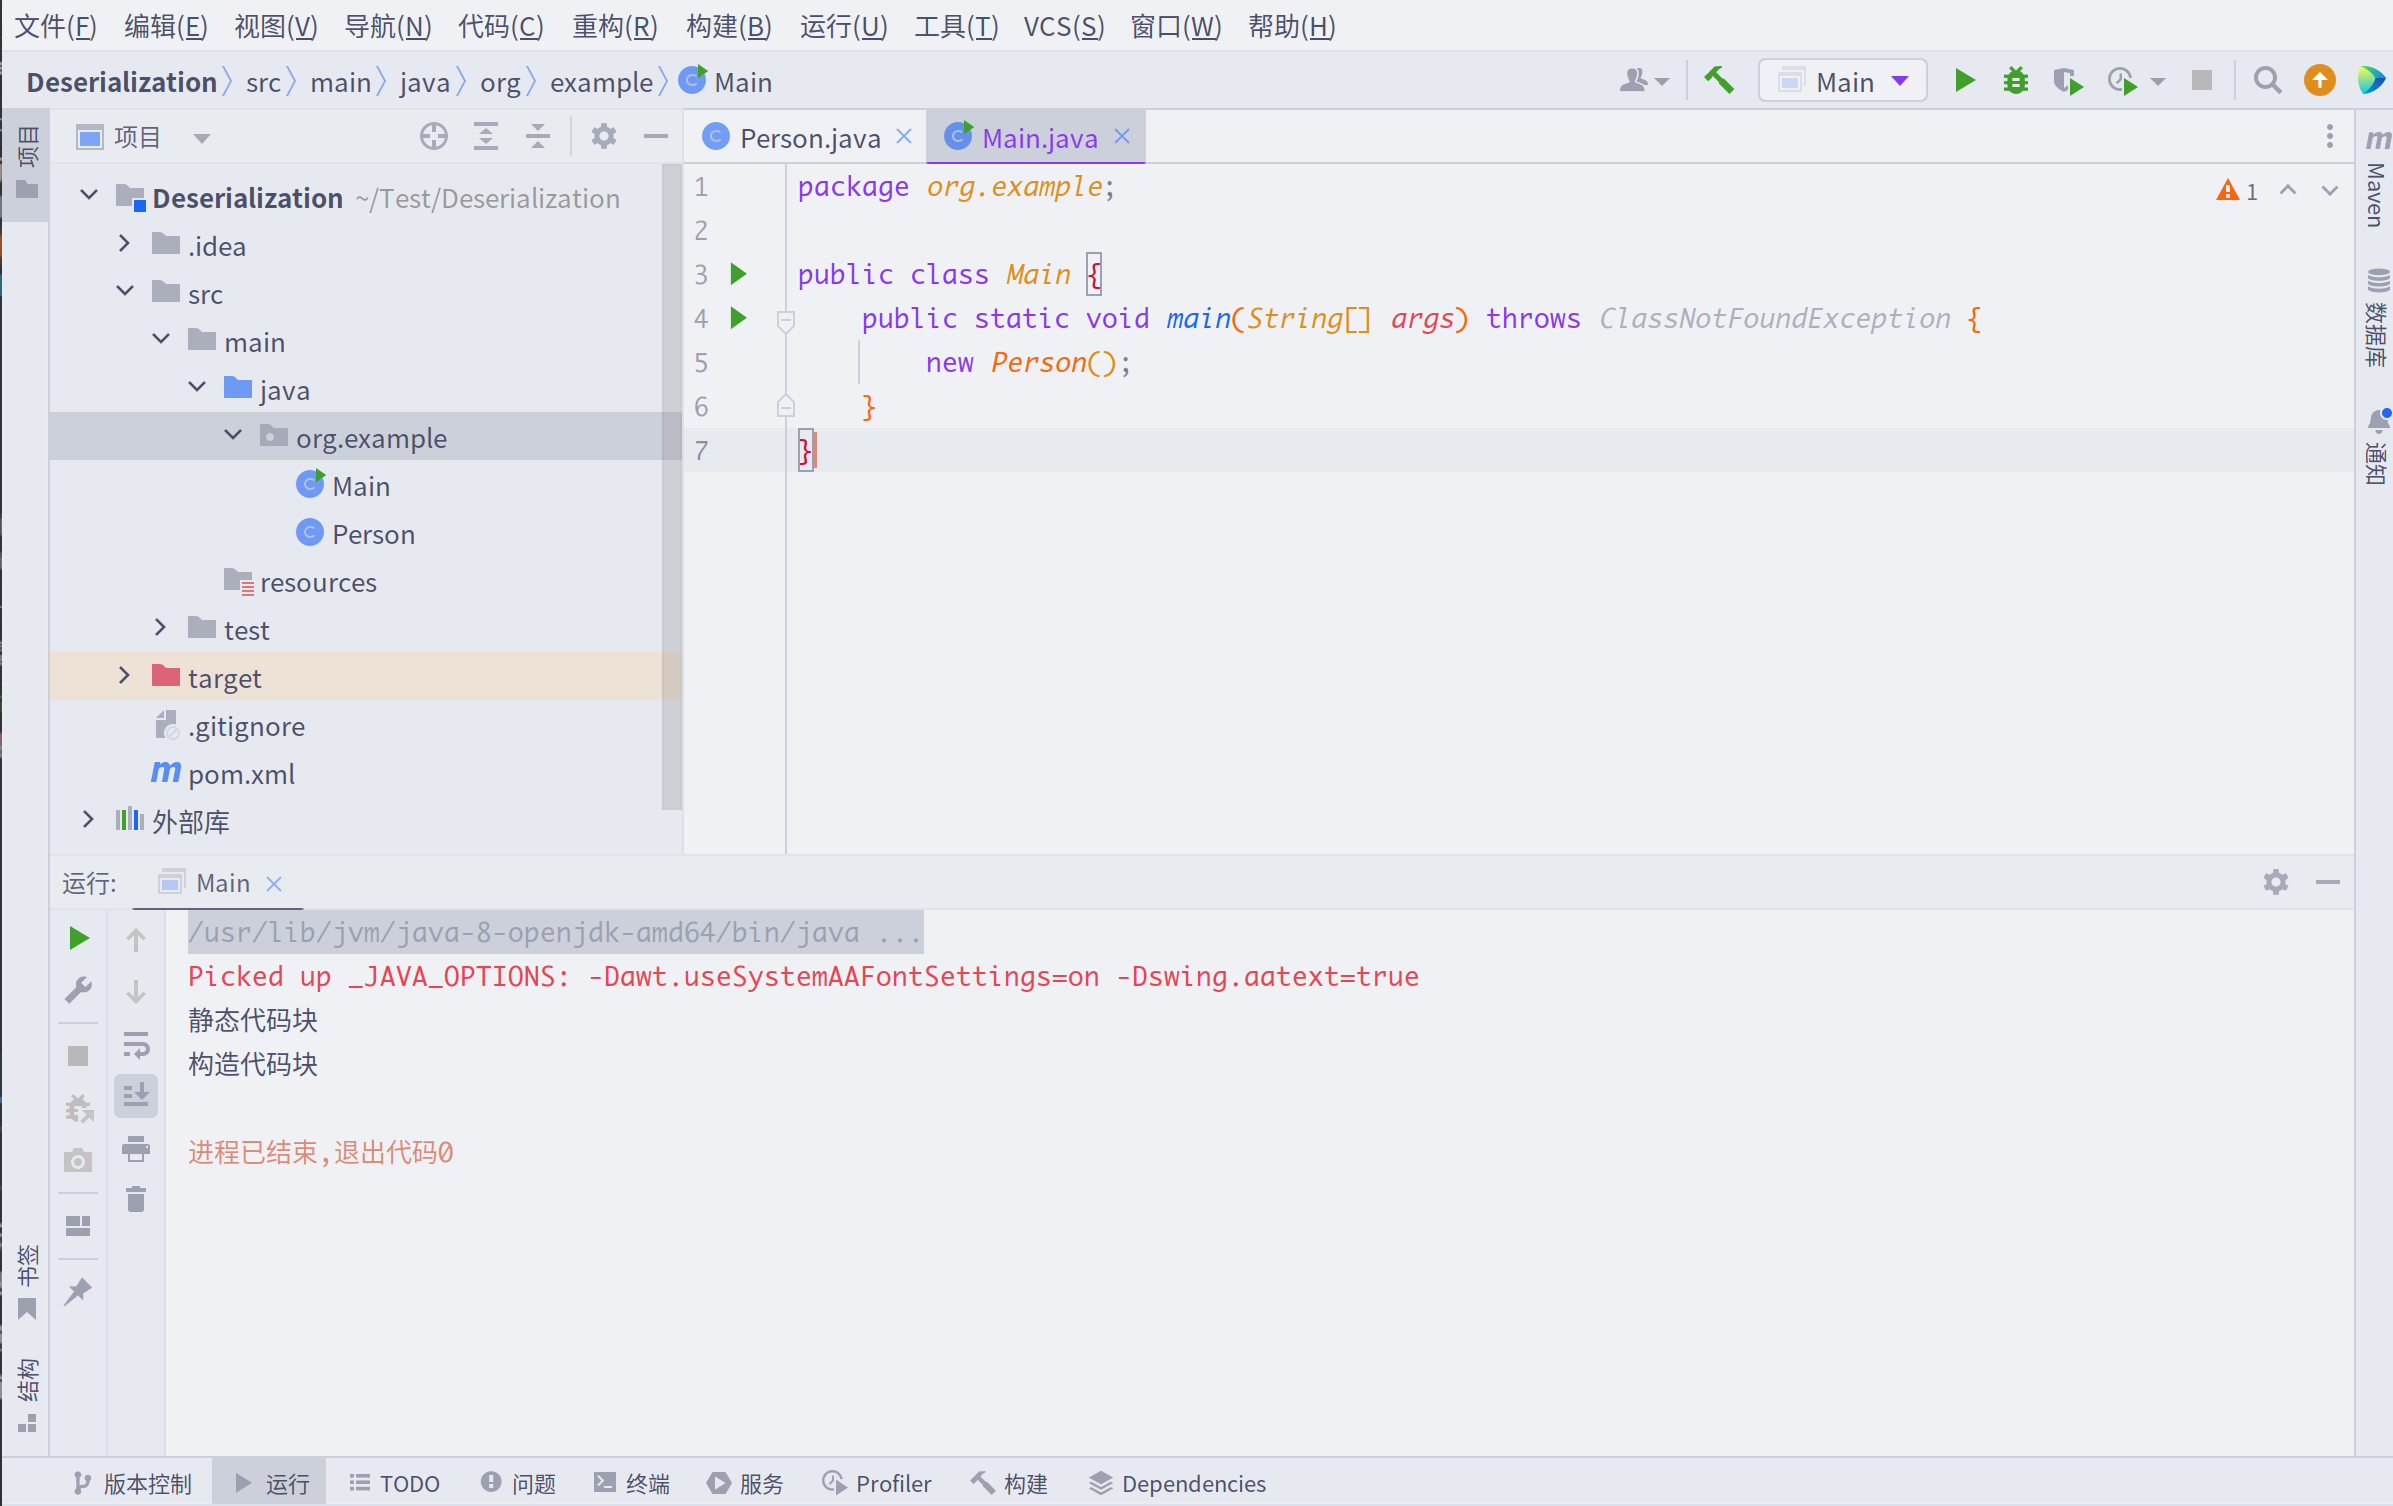 文件(F) 编辑(E) 视图(V) 导航(N) 代码(C) 重构(R) 构建(B) 运行(U) 工具(T) VCS(S) 窗口(W) 帮助(H)
Deserialization src main java org example Main
Main
项目
项目
Person.java Main.java
Deserialization ~/Test/Deserialization
.idea
src
main
java
org.example
Main
Person
resources
test
target
.gitignore
pom.xml
外部库
1 package org.example;
2
3 public class Main {
4 public static void main(String[] args) throws ClassNotFoundException {
5 new Person();
6 }
7 }
1
m
Maven
数据库
通知
运行: Main
/usr/lib/jvm/java-8-openjdk-amd64/bin/java ...
Picked up _JAVA_OPTIONS: -Dawt.useSystemAAFontSettings=on -Dswing.aatext=true
静态代码块
构造代码块
进程已结束,退出代码0
书签
结构
版本控制 运行 TODO 问题 终端 服务 Profiler 构建 Dependencies